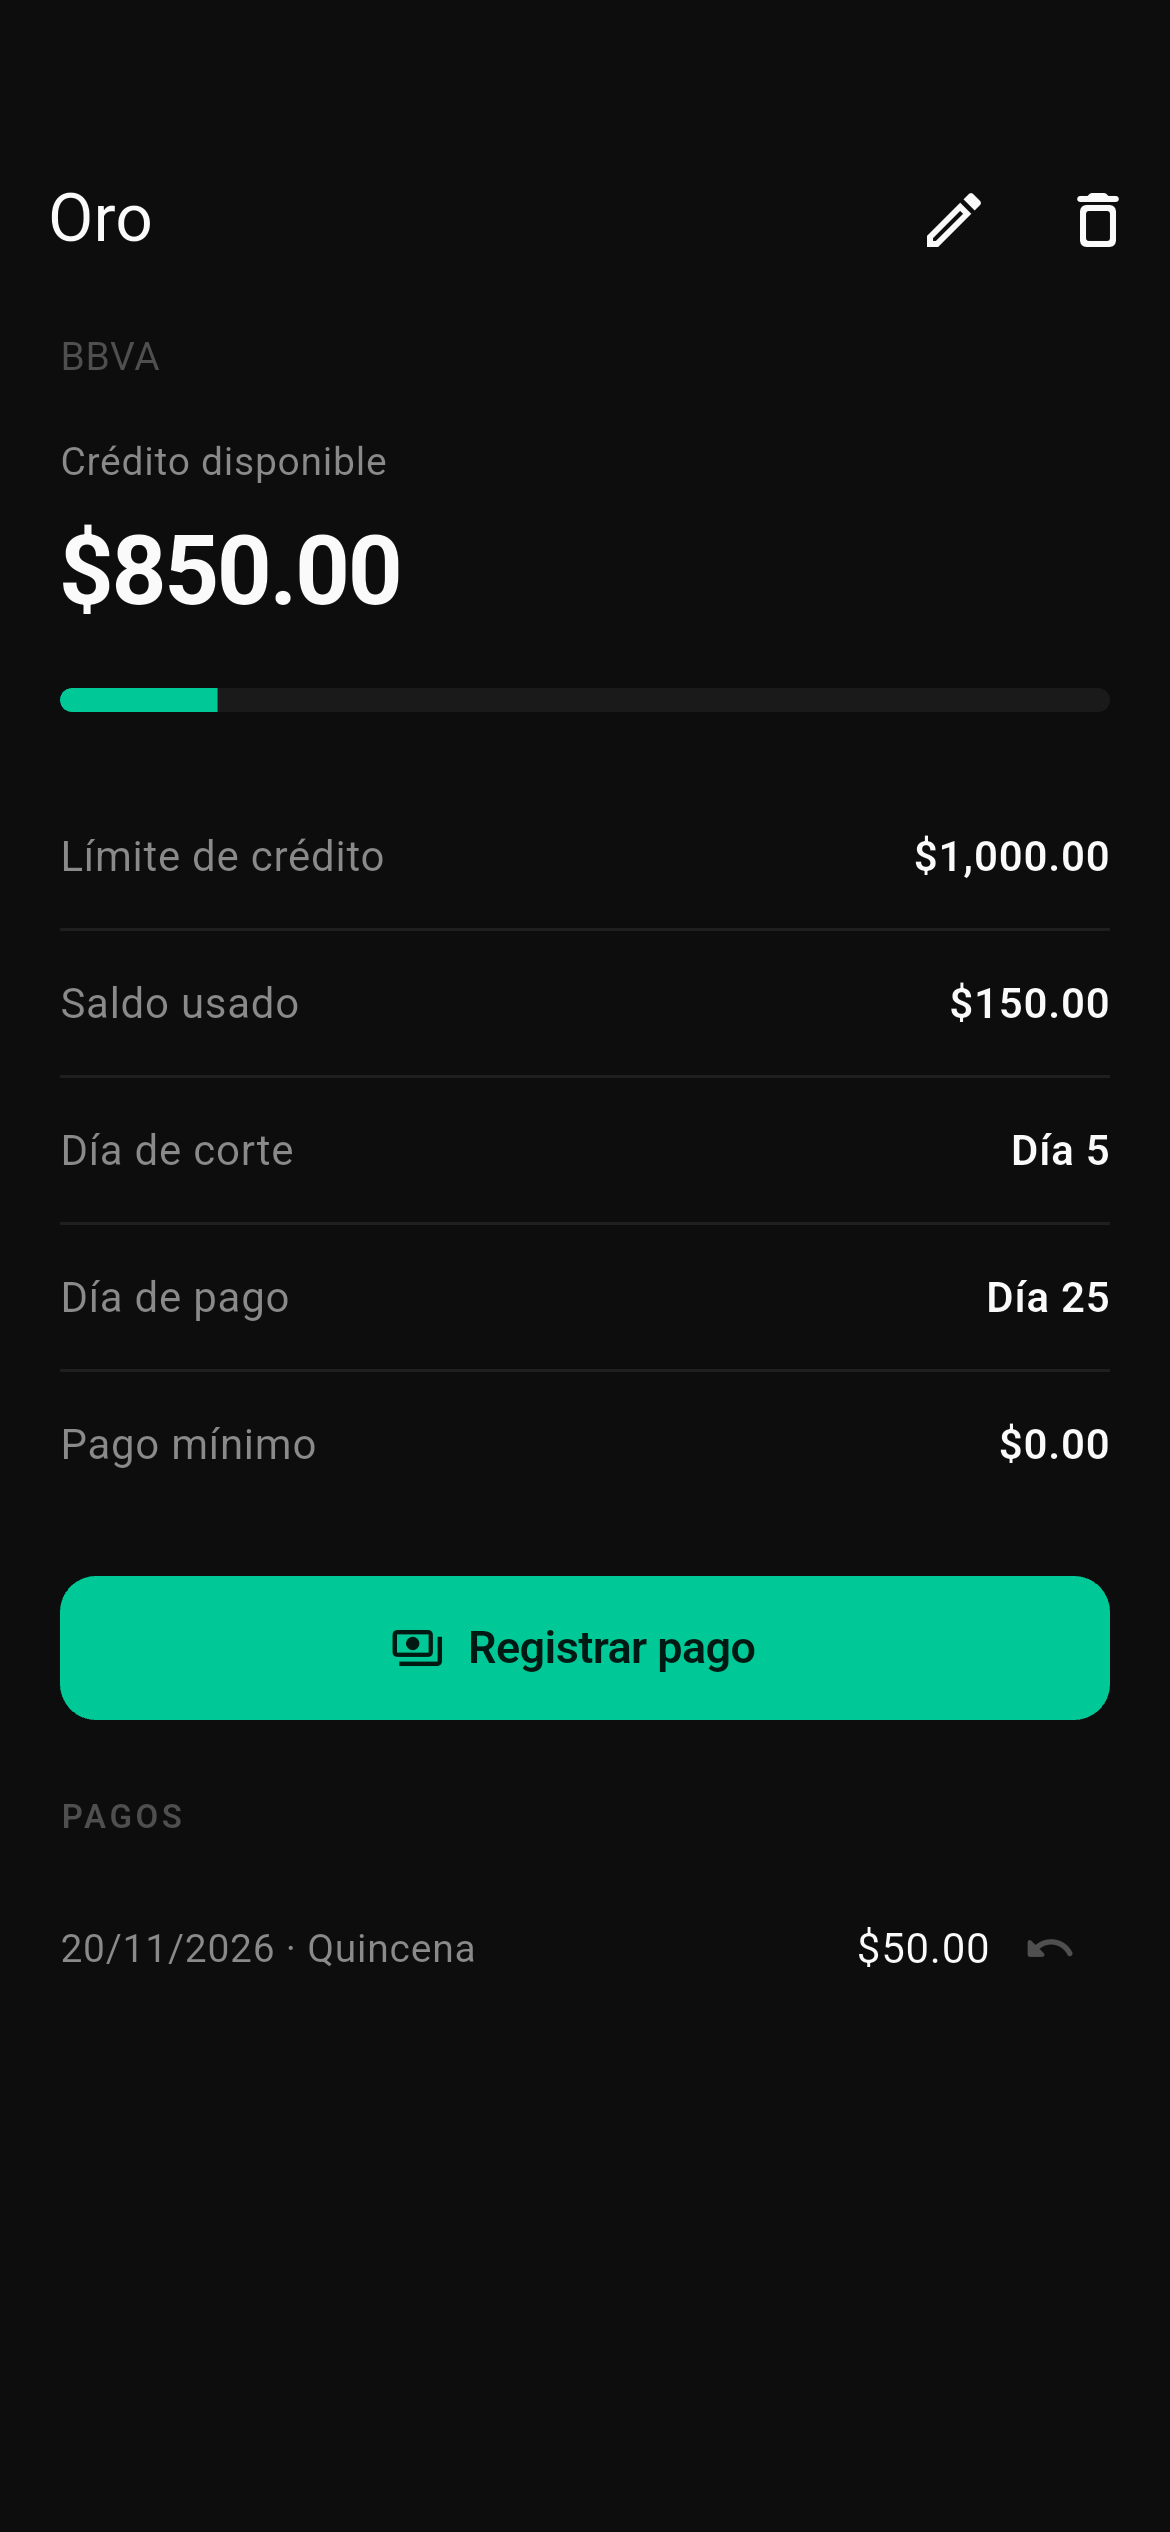 Oro
BBVA
Crédito disponible
$850.00
Límite de crédito $1,000.00
Saldo usado $150.00
Día de corte Día 5
Día de pago Día 25
Pago mínimo $0.00
Registrar pago
PAGOS
20/11/2026 · Quincena $50.00